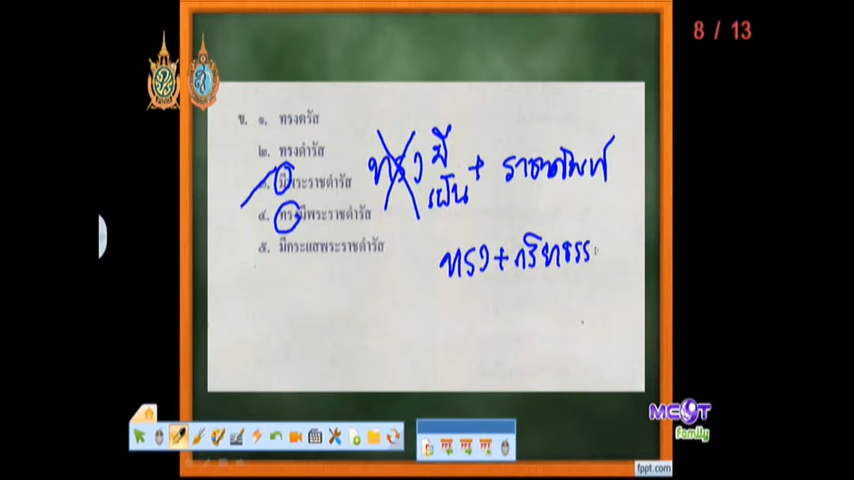 8 / 13
ข. ๑. ทรงตรัส
๒. ทรงดำรัส
๓. มีพระราชดำรัส
๔. ทรงมีพระราชดำรัส
๕. มีกระแสพระราชดำรัส
ทรง มี เป็น + ราชาศัพท์
ทรง + กริยาธรร
MCOT
family
fppt.com